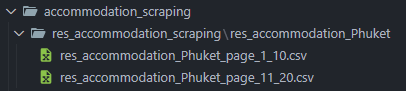 accommodation_scraping
res_accommodation_scraping\res_accommodation_Phuket
res_accommodation_Phuket_page_1_10.csv
res_accommodation_Phuket_page_11_20.csv